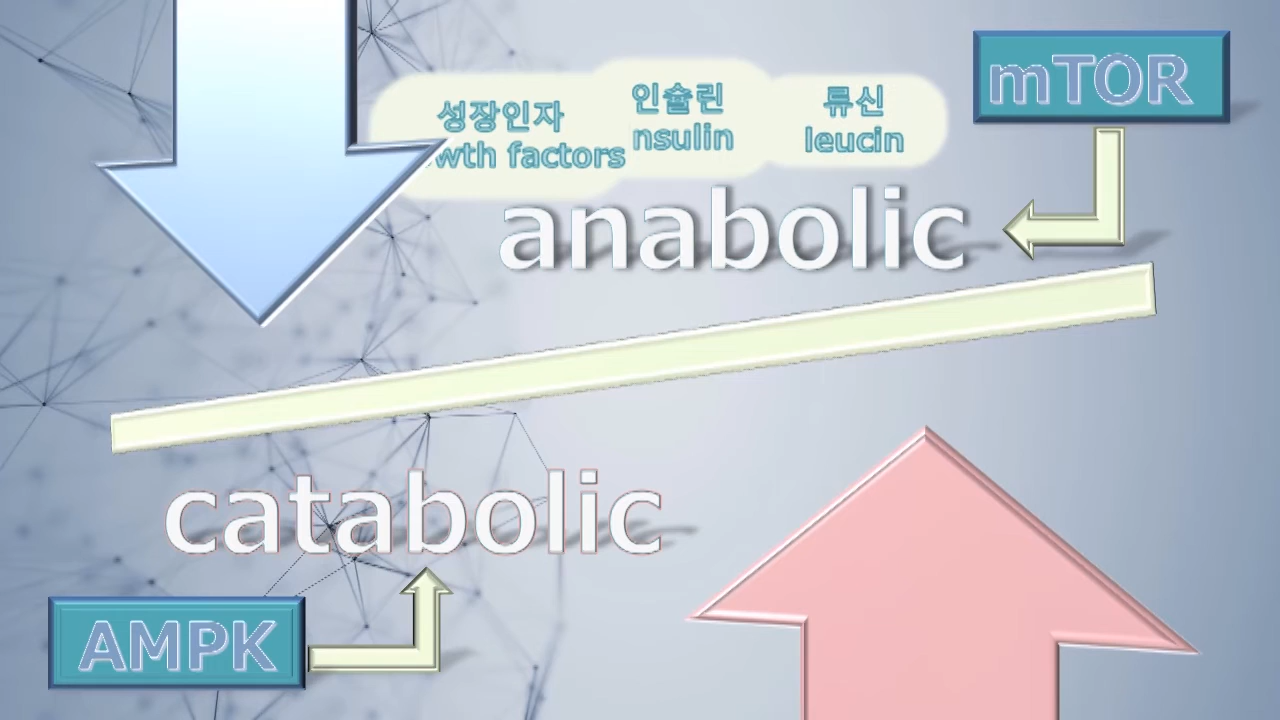 mTOR
성장인자
wth factors
인슐린
nsulin
류신
leucin
anabolic
catabolic
AMPK